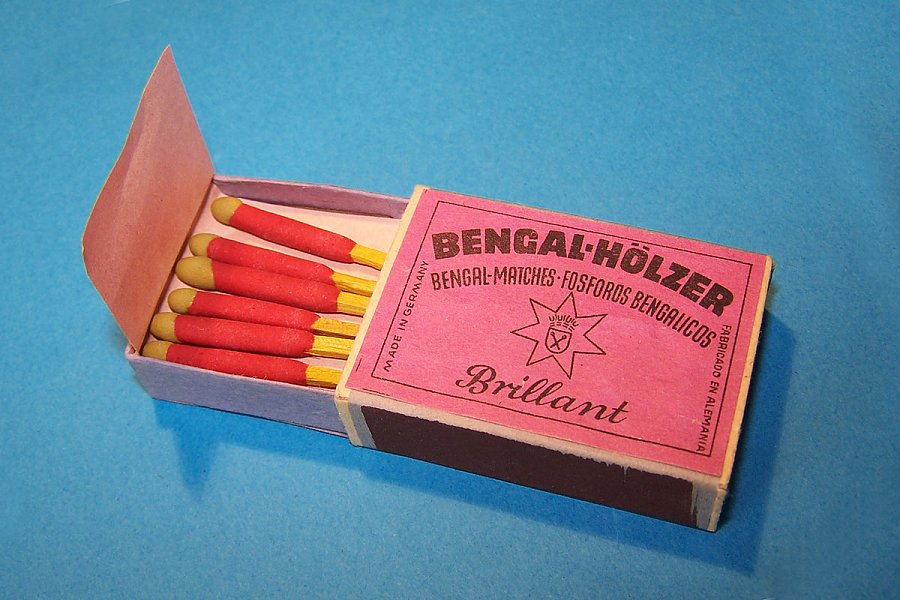 BENGAL-HÖLZER
BENGAL-MATCHES·FOSFOROS BENGALICOS
MADE IN GERMANY
FABRICADO EN ALEMANIA
Brillant